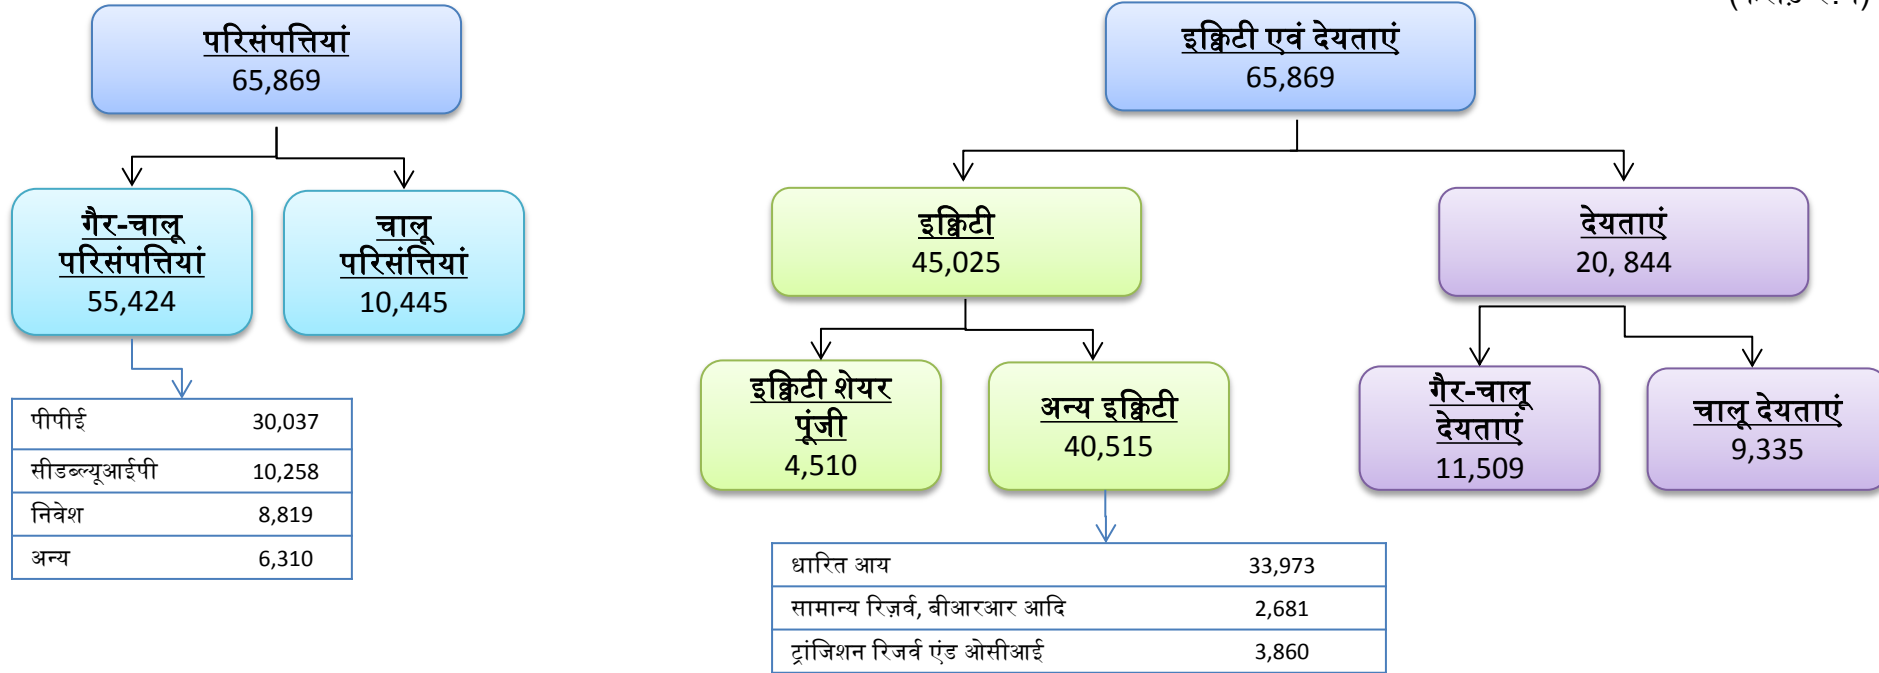 परिसंपत्तियां
65,869
इक्विटी एवं देयताएं
65,869
गैर-चालू
परिसंपत्तियां
55,424
चालू
परिसंत्तियां
10,445
इक्विटी
45,025
देयताएं
20, 844
इक्विटी शेयर
पूंजी
4,510
अन्य इक्विटी
40,515
गैर-चालू
देयताएं
11,509
चालू देयताएं
9,335
पीपीई 30,037
सीडब्ल्यूआईपी 10,258
निवेश 8,819
अन्य 6,310
धारित आय 33,973
सामान्य रिज़र्व, बीआरआर आदि 2,681
ट्रांजिशन रिजर्व एंड ओसीआई 3,860